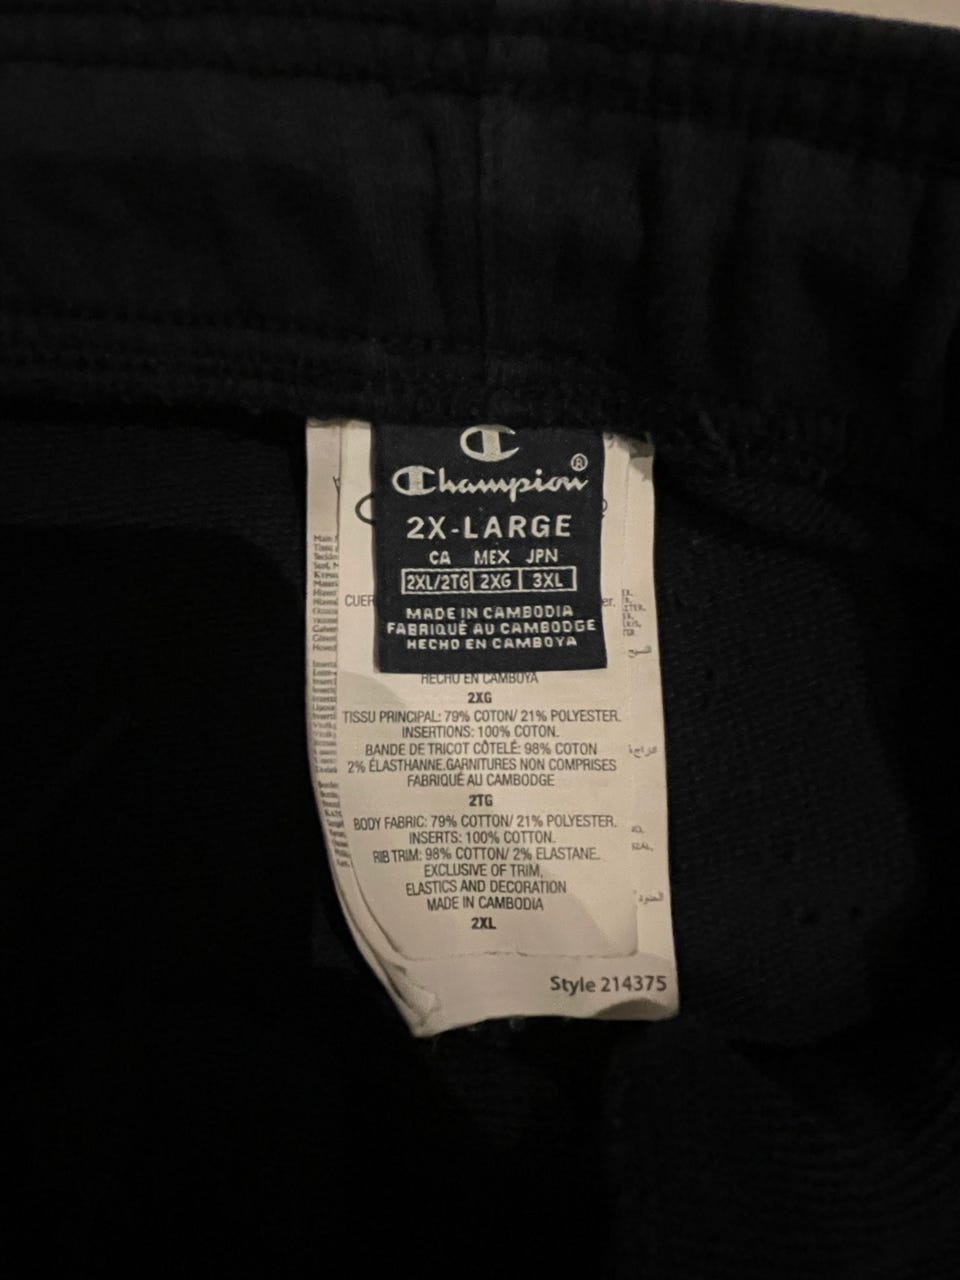 Champion®
2X-LARGE
CA MEX JPN
2XL/2TG 2XG 3XL
MADE IN CAMBODIA
FABRIQUÉ AU CAMBODGE
HECHO EN CAMBOYA
CUER
er.
HECHO EN CAMBOYA
2XG
TISSU PRINCIPAL: 79% COTON/ 21% POLYESTER.
INSERTIONS: 100% COTON.
BANDE DE TRICOT CÔTELÉ: 98% COTON
2% ÉLASTHANNE.GARNITURES NON COMPRISES
FABRIQUÉ AU CAMBODGE
2TG
BODY FABRIC: 79% COTTON/ 21% POLYESTER.
INSERTS: 100% COTTON.
RIB TRIM: 98% COTTON/ 2% ELASTANE.
EXCLUSIVE OF TRIM,
ELASTICS AND DECORATION
MADE IN CAMBODIA
2XL
Style 214375